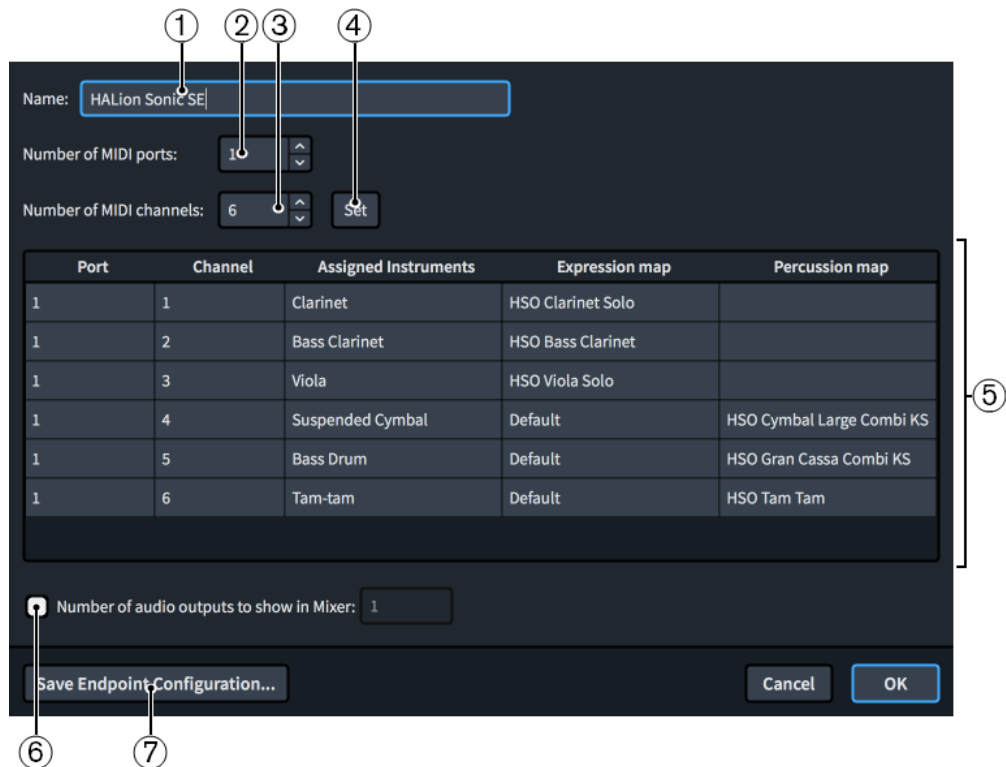 ① ② ③ ④
Name: HALion Sonic SE
Number of MIDI ports: 1
Number of MIDI channels: 6 Set
Port Channel Assigned Instruments Expression map Percussion map
1 1 Clarinet HSO Clarinet Solo
1 2 Bass Clarinet HSO Bass Clarinet
1 3 Viola HSO Viola Solo
1 4 Suspended Cymbal Default HSO Cymbal Large Combi KS
1 5 Bass Drum Default HSO Gran Cassa Combi KS
1 6 Tam-tam Default HSO Tam Tam
⑤
Number of audio outputs to show in Mixer: 1
Save Endpoint Configuration... Cancel OK
⑥ ⑦